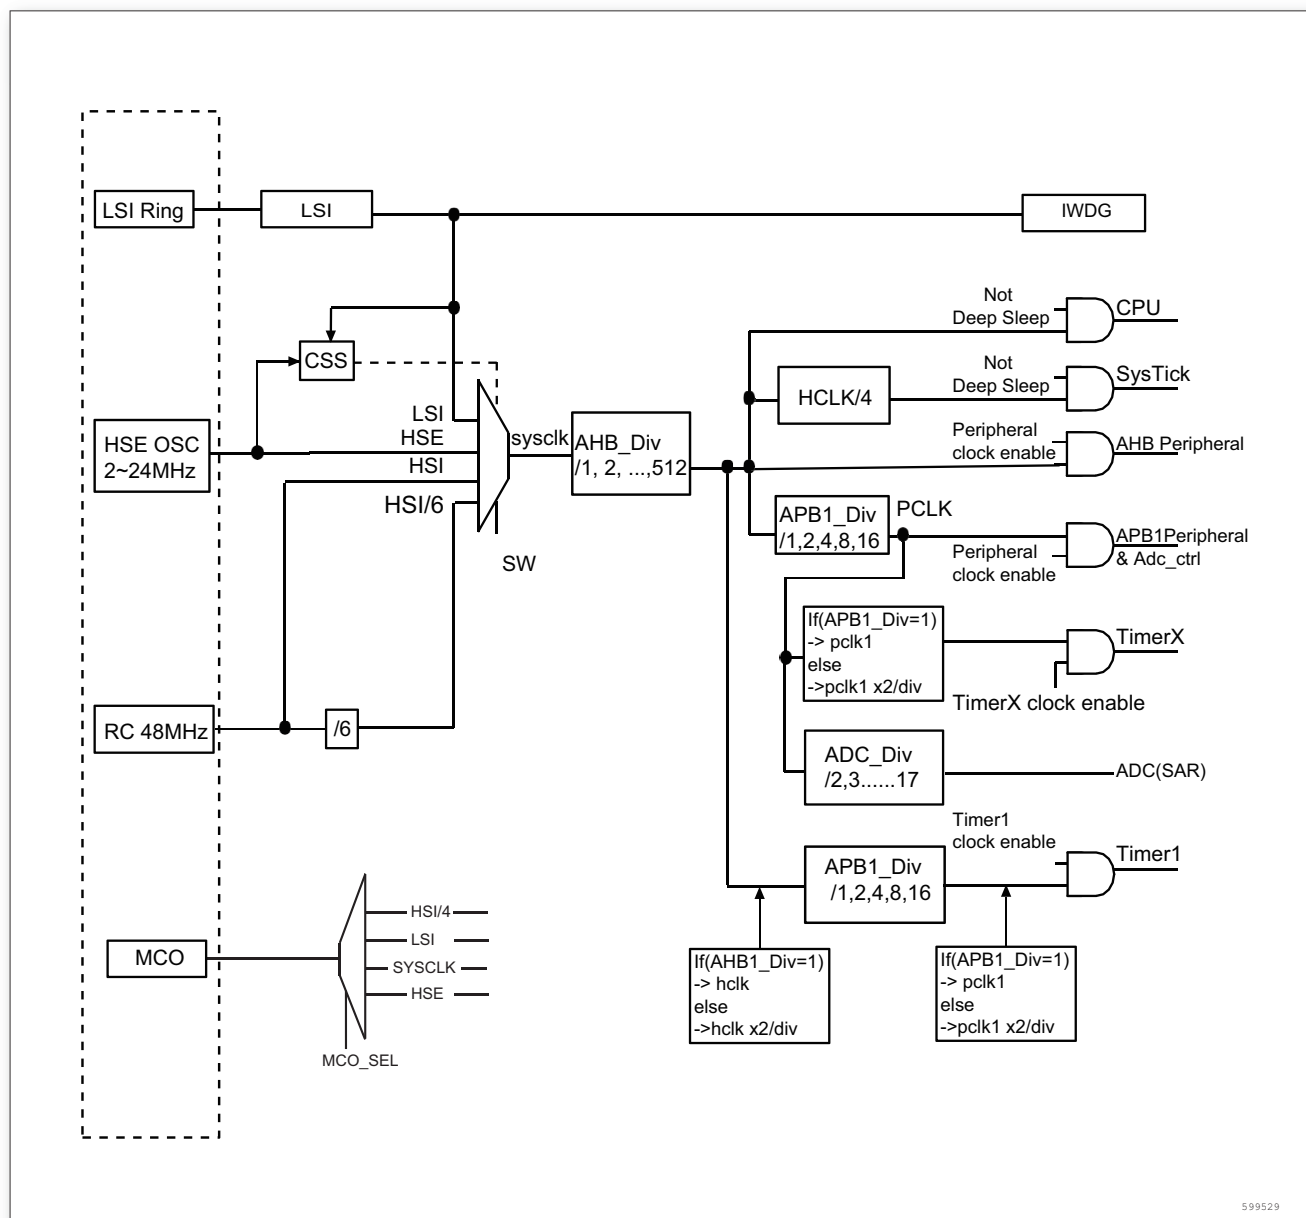 LSI Ring
LSI
IWDG
Not
Deep Sleep
CPU
CSS
Not
Deep Sleep
SysTick
HCLK/4
LSI
HSE
HSI
HSI/6
sysclk
SW
HSE OSC
2~24MHz
AHB_Div
/1, 2, ...,512
Peripheral
clock enable
AHB Peripheral
APB1_Div
/1,2,4,8,16
PCLK
Peripheral
clock enable
APB1Peripheral
& Adc_ctrl
If(APB1_Div=1)
-> pclk1
else
->pclk1 x2/div
TimerX
TimerX clock enable
RC 48MHz
/6
ADC_Div
/2,3......17
ADC(SAR)
Timer1
clock enable
Timer1
APB1_Div
/1,2,4,8,16
MCO
HSI/4
LSI
SYSCLK
HSE
MCO_SEL
If(AHB1_Div=1)
-> hclk
else
->hclk x2/div
If(APB1_Div=1)
-> pclk1
else
->pclk1 x2/div
599529